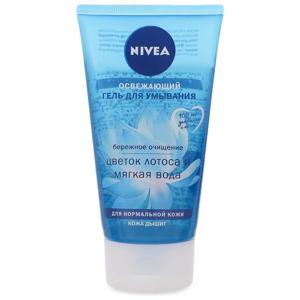 NIVEA
ОСВЕЖАЮЩИЙ
ГЕЛЬ ДЛЯ УМЫВАНИЯ
бережное очищение
цветок лотоса и
мягкая вода
ДЛЯ НОРМАЛЬНОЙ КОЖИ
КОЖА ДЫШИТ